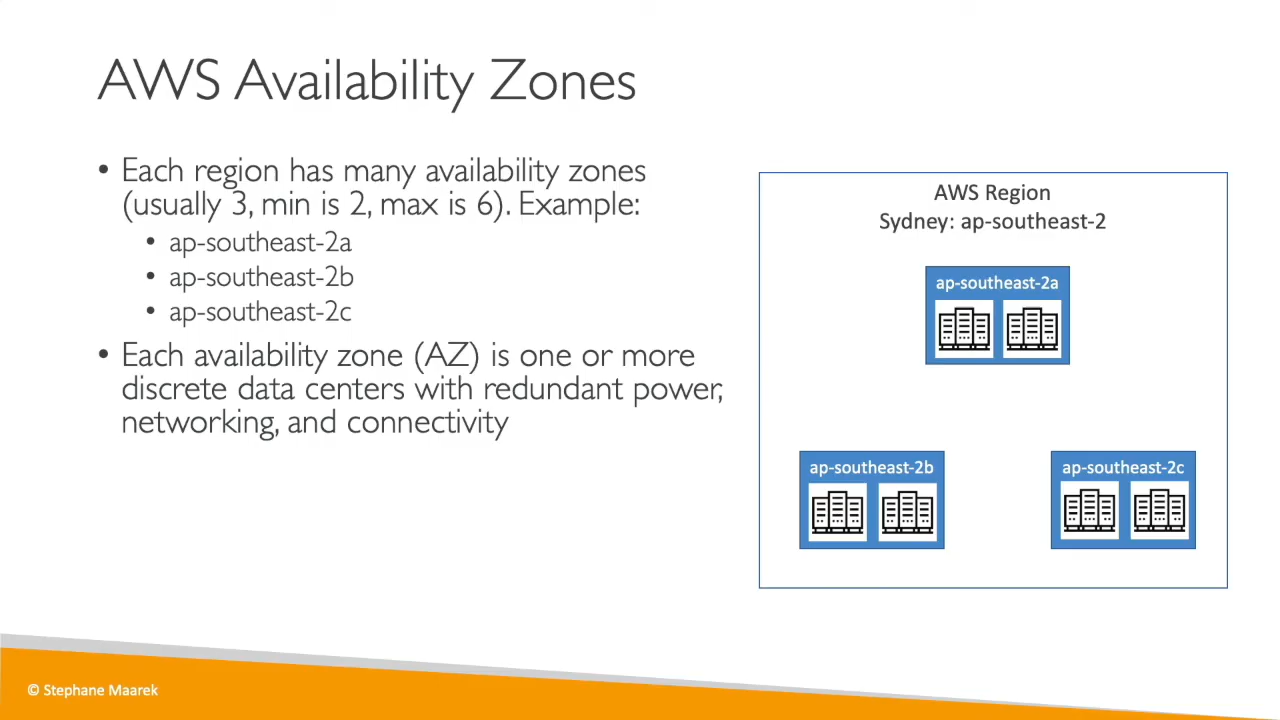 AWS Availability Zones
• Each region has many availability zones
(usually 3, min is 2, max is 6). Example:
• ap-southeast-2a
• ap-southeast-2b
• ap-southeast-2c
• Each availability zone (AZ) is one or more
discrete data centers with redundant power,
networking, and connectivity
AWS Region
Sydney: ap-southeast-2
ap-southeast-2a
ap-southeast-2b
ap-southeast-2c
© Stephane Maarek